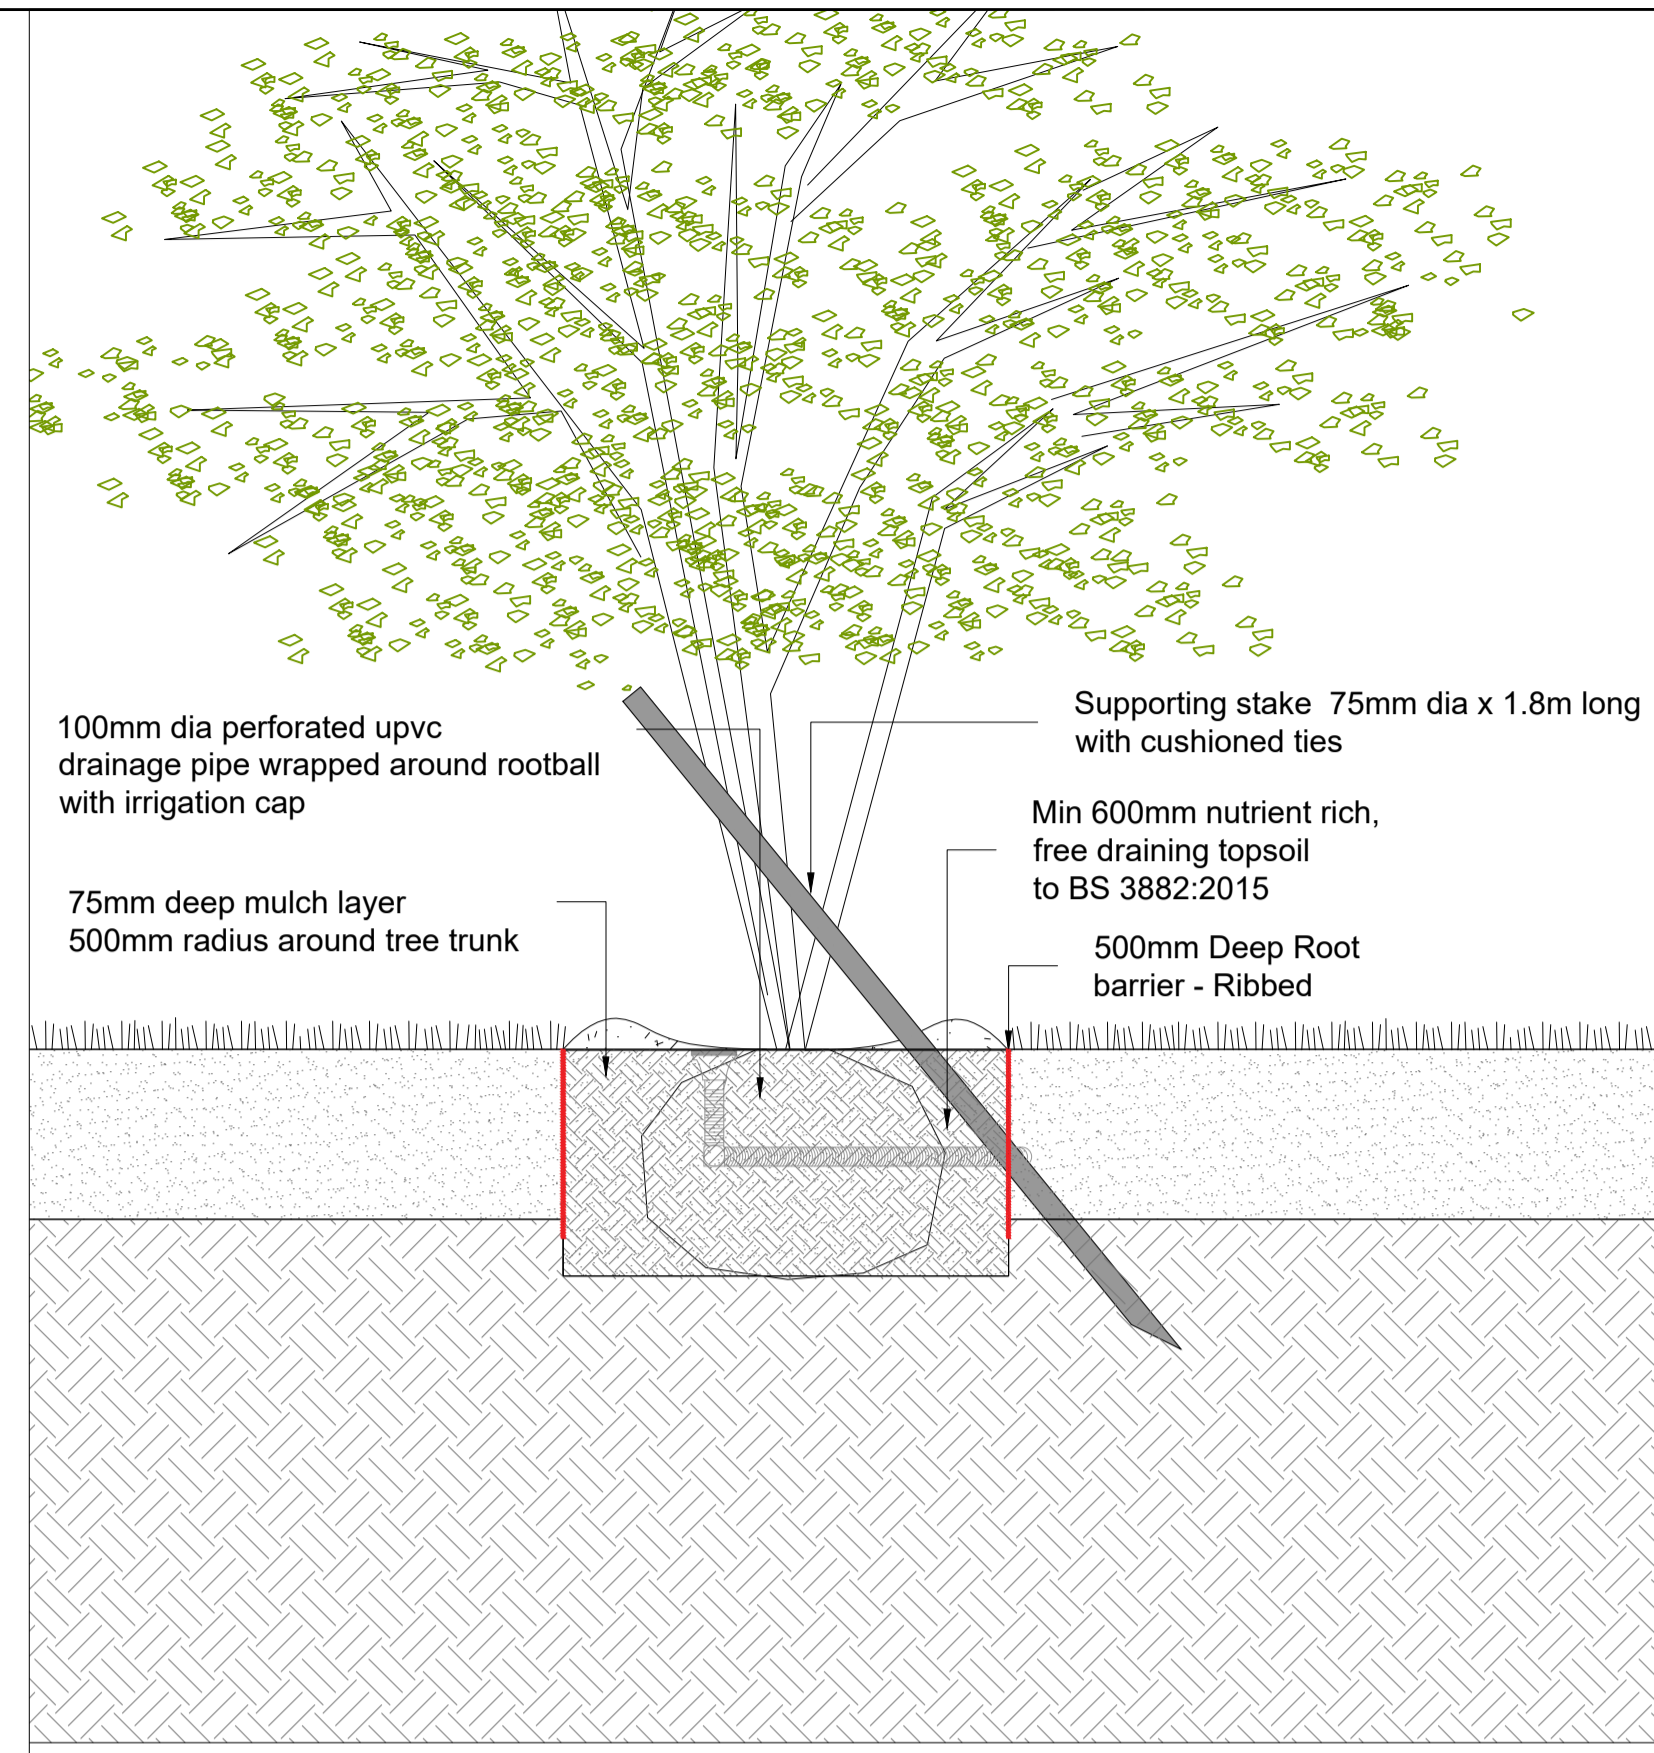 100mm dia perforated upvc
drainage pipe wrapped around rootball
with irrigation cap
75mm deep mulch layer
500mm radius around tree trunk
Supporting stake 75mm dia x 1.8m long
with cushioned ties
Min 600mm nutrient rich,
free draining topsoil
to BS 3882:2015
500mm Deep Root
barrier - Ribbed